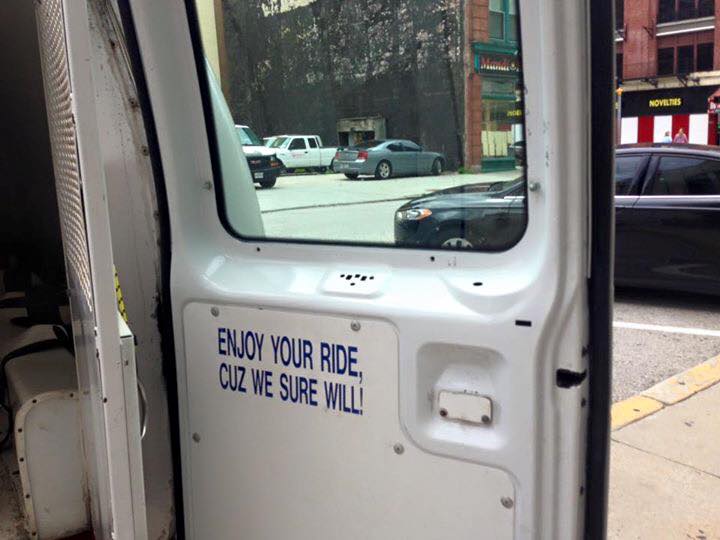 NOVELTIES
ENJOY YOUR RIDE,
CUZ WE SURE WILL!